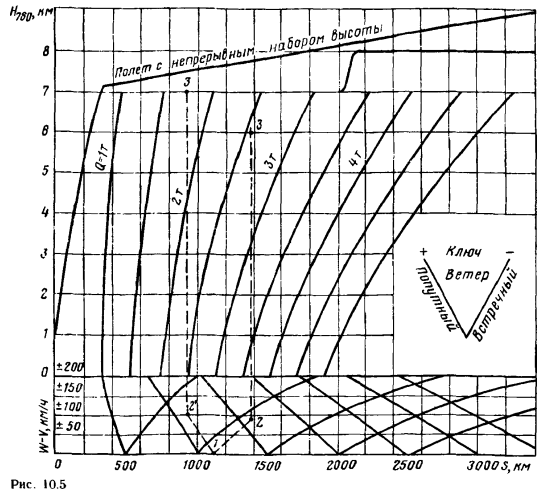 H₇₆₀, км
8
7
6
5
4
3
2
1
0
Полет с непрерывным набором высоты
3
3
Q=1т
2т
3т
4т
+ Ключ −
Ветер
Попутный
Встречный
±200
±150
±100
±50
W-V, км/ч
2'
2
1
0 500 1000 1500 2000 2500 3000 S, км
Рис. 10.5